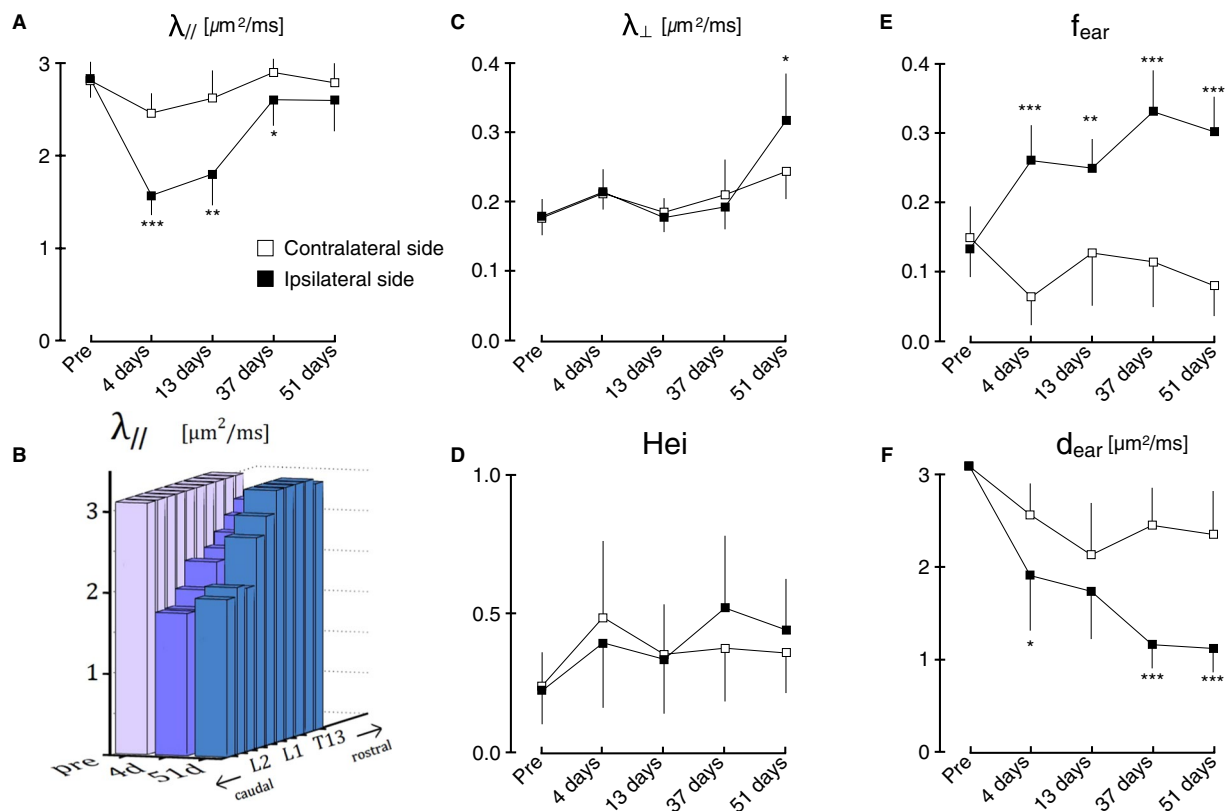 A
λ// [µm²/ms]
3
2
1
0
***
**
*
Contralateral side
Ipsilateral side
Pre
4 days
13 days
37 days
51 days
B
λ// [µm²/ms]
3
2
1
pre
4d
51d
L2
L1
T13
caudal
rostral
C
λ⊥ [µm²/ms]
0.4
0.3
0.2
0.1
0.0
*
Pre
4 days
13 days
37 days
51 days
D
Hei
1.0
0.5
0.0
Pre
4 days
13 days
37 days
51 days
E
fear
0.4
0.3
0.2
0.1
0.0
***
**
***
***
Pre
4 days
13 days
37 days
51 days
F
dear [µm²/ms]
3
2
1
0
*
***
***
Pre
4 days
13 days
37 days
51 days